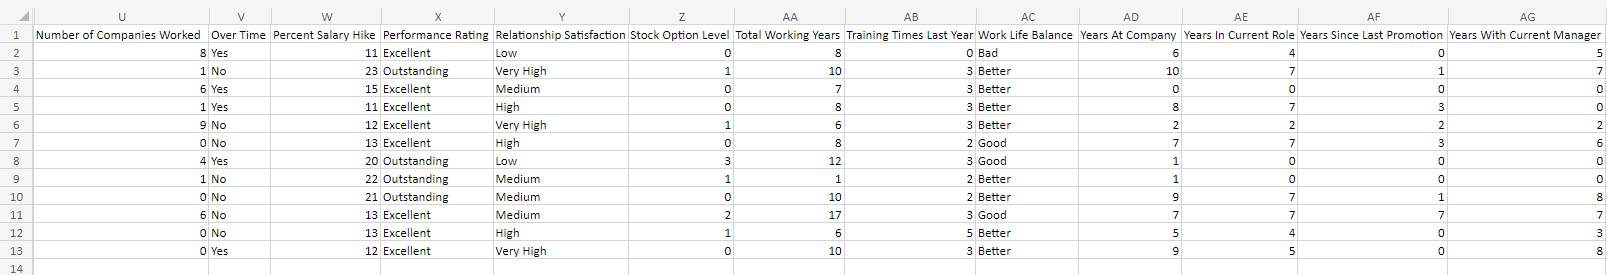 U V W X Y Z AA AB AC AD AE AF AG
1 Number of Companies Worked Over Time Percent Salary Hike Performance Rating Relationship Satisfaction Stock Option Level Total Working Years Training Times Last Year Work Life Balance Years At Company Years In Current Role Years Since Last Promotion Years With Current Manager
2 8 Yes 11 Excellent Low 0 8 0 Bad 6 4 0 5
3 1 No 23 Outstanding Very High 1 10 3 Better 10 7 1 7
4 6 Yes 15 Excellent Medium 0 7 3 Better 0 0 0 0
5 1 Yes 11 Excellent High 0 8 3 Better 8 7 3 0
6 9 No 12 Excellent Very High 1 6 3 Better 2 2 2 2
7 0 No 13 Excellent High 0 8 2 Good 7 7 3 6
8 4 Yes 20 Outstanding Low 3 12 3 Good 1 0 0 0
9 1 No 22 Outstanding Medium 1 1 2 Better 1 0 0 0
10 0 No 21 Outstanding Medium 0 10 2 Better 9 7 1 8
11 6 No 13 Excellent Medium 2 17 3 Good 7 7 7 7
12 0 No 13 Excellent High 1 6 5 Better 5 4 0 3
13 0 Yes 12 Excellent Very High 0 10 3 Better 9 5 0 8
14